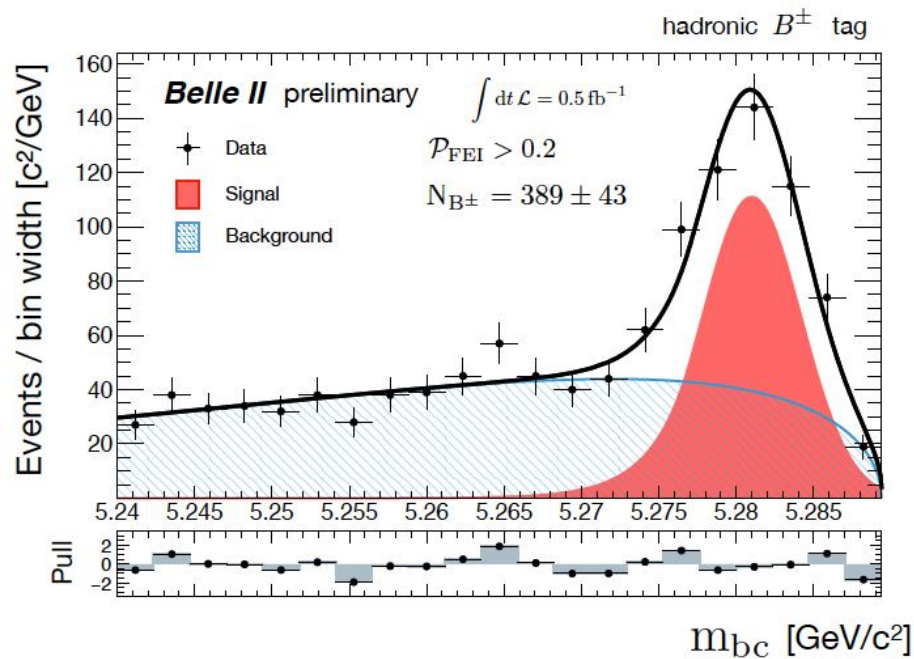 hadronic B± tag
Events / bin width [c²/GeV]
160
140
120
100
80
60
40
20
Belle II preliminary
∫ dt 𝓛 = 0.5 fb⁻¹
Data
Signal
Background
𝒫FEI > 0.2
NB± = 389 ± 43
5.24 5.245 5.25 5.255 5.26 5.265 5.27 5.275 5.28 5.285
Pull
2
0
−2
mbc [GeV/c²]